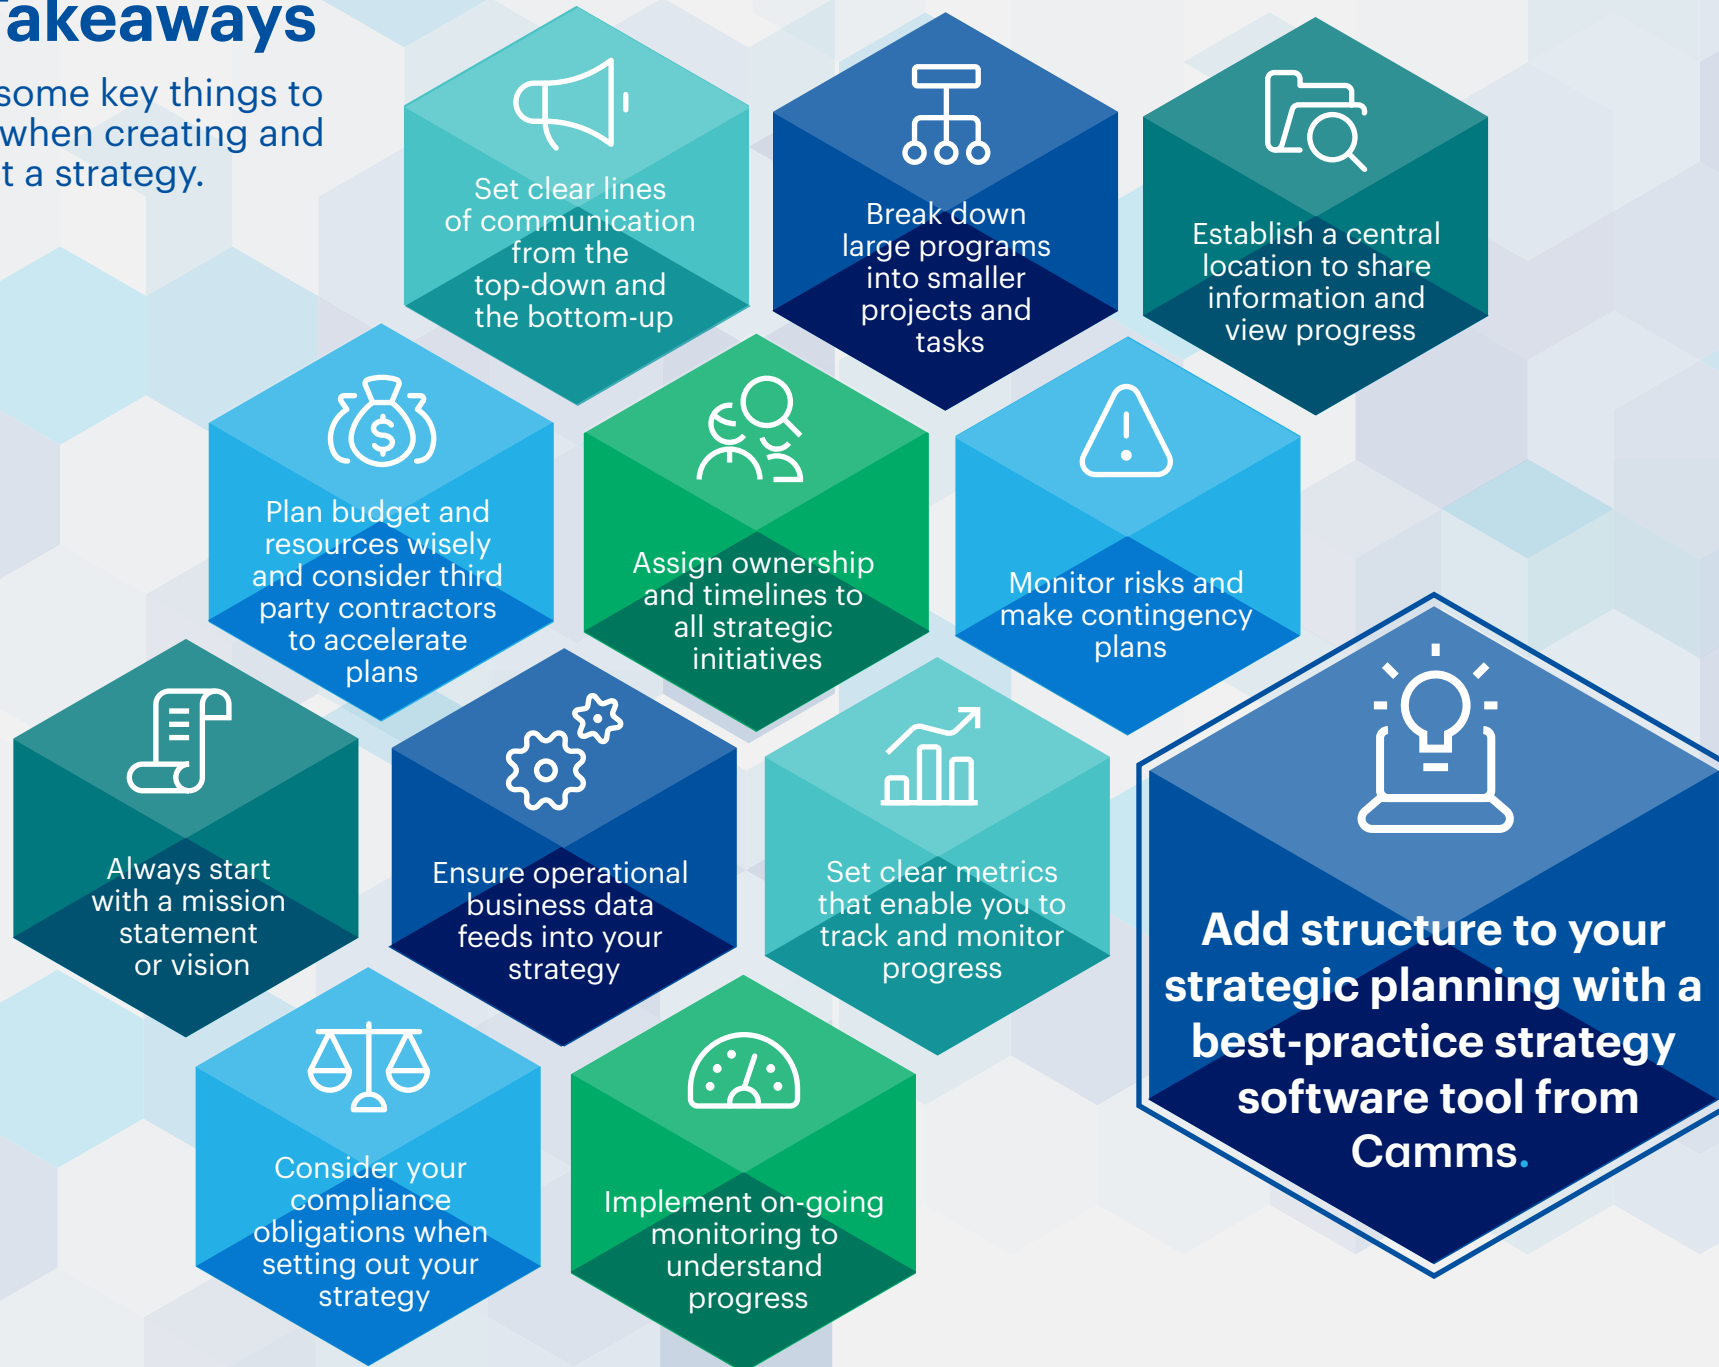 Takeaways
some key things to
when creating and
t a strategy.
Set clear lines
of communication
from the
top-down and
the bottom-up
Break down
large programs
into smaller
projects and
tasks
Establish a central
location to share
information and
view progress
Plan budget and
resources wisely
and consider third
party contractors
to accelerate
plans
Assign ownership
and timelines to
all strategic
initiatives
Monitor risks and
make contingency
plans
Always start
with a mission
statement
or vision
Ensure operational
business data
feeds into your
strategy
Set clear metrics
that enable you to
track and monitor
progress
Add structure to your
strategic planning with a
best-practice strategy
software tool from
Camms.
Consider your
compliance
obligations when
setting out your
strategy
Implement on-going
monitoring to
understand
progress